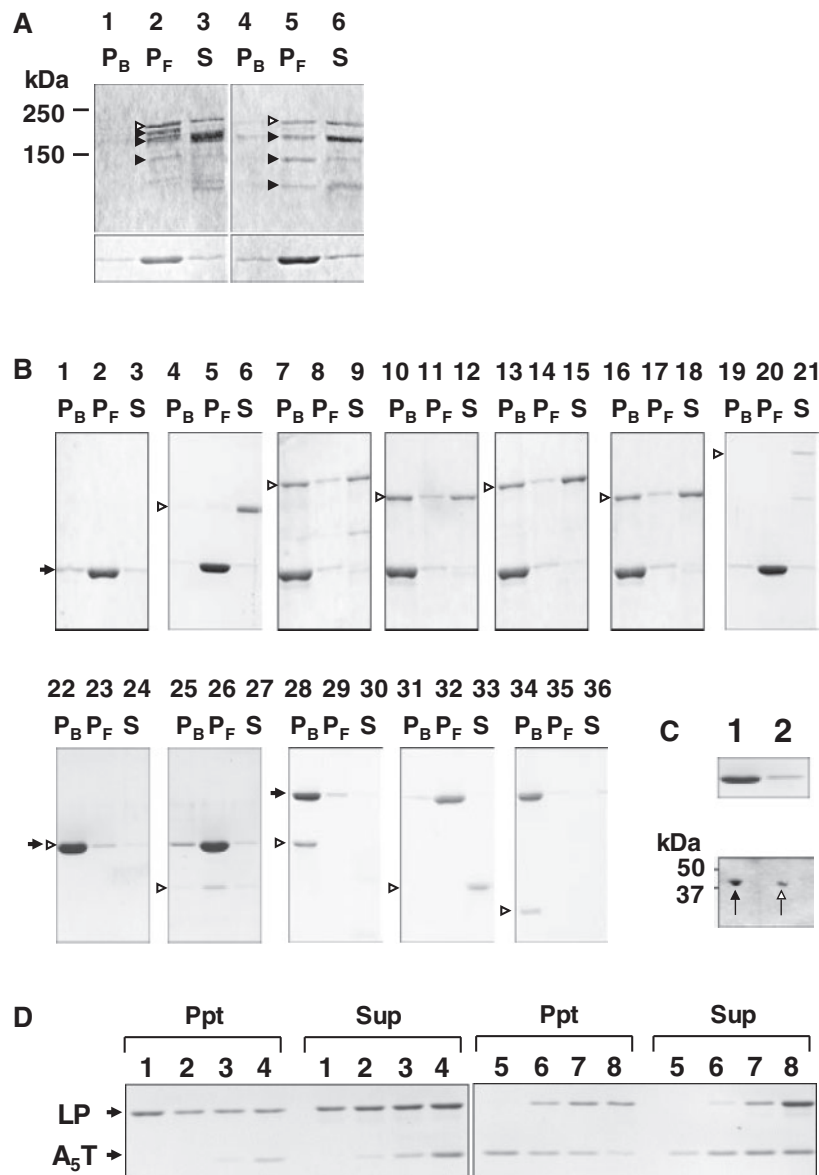 A
1 2 3 4 5 6
PB PF S PB PF S
kDa
250
150
B
1 2 3 4 5 6 7 8 9 10 11 12 13 14 15 16 17 18 19 20 21
PB PF S PB PF S PB PF S PB PF S PB PF S PB PF S PB PF S
22 23 24 25 26 27 28 29 30 31 32 33 34 35 36
PB PF S PB PF S PB PF S PB PF S PB PF S
C
1 2
kDa
50
37
D
Ppt Sup Ppt Sup
1 2 3 4 1 2 3 4 5 6 7 8 5 6 7 8
LP
A5T